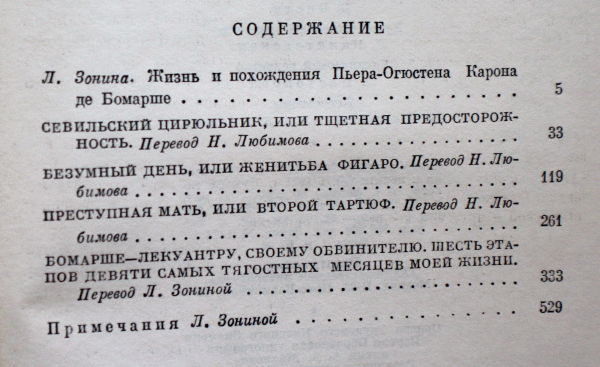 СОДЕРЖАНИЕ
Л. Зонина. Жизнь и похождения Пьера-Огюстена Карона
де Бомарше . . . . . . . . . . . . . . . . . . . 5
СЕВИЛЬСКИЙ ЦИРЮЛЬНИК, ИЛИ ТЩЕТНАЯ ПРЕДОСТОРОЖ-
НОСТЬ. Перевод Н. Любимова . . . . . . . . . . . 33
БЕЗУМНЫЙ ДЕНЬ, ИЛИ ЖЕНИТЬБА ФИГАРО. Перевод Н. Лю-
бимова . . . . . . . . . . . . . . . . . . . . . 119
ПРЕСТУПНАЯ МАТЬ, ИЛИ ВТОРОЙ ТАРТЮФ. Перевод Н. Лю-
бимова . . . . . . . . . . . . . . . . . . . . . 261
БОМАРШЕ—ЛЕКУАНТРУ, СВОЕМУ ОБВИНИТЕЛЮ. ШЕСТЬ ЭТА-
ПОВ ДЕВЯТИ САМЫХ ТЯГОСТНЫХ МЕСЯЦЕВ МОЕЙ ЖИЗНИ.
Перевод Л. Зониной . . . . . . . . . . . . . . . 333
Примечания Л. Зониной . . . . . . . . . . . . . 529